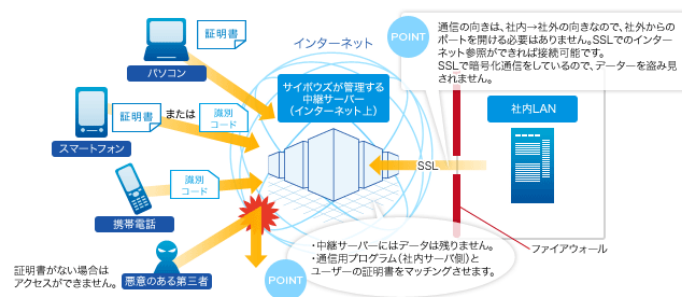 証明書
パソコン
インターネット
POINT
通信の向きは、社内→社外の向きなので、社外からの
ポートを開ける必要はありません。SSLでのインター
ネット参照ができれば接続可能です。
SSLで暗号化通信をしているので、データーを盗み見
されません。
サイボウズが管理する
中継サーバー
（インターネット上）
社内LAN
証明書
または
識別
コード
スマートフォン
SSL
識別
コード
携帯電話
ファイアウォール
・中継サーバーにはデータは残りません。
・通信用プログラム（社内サーバ側）と
ユーザーの証明書をマッチングさせます。
POINT
証明書がない場合は
アクセスができません。
悪意のある第三者